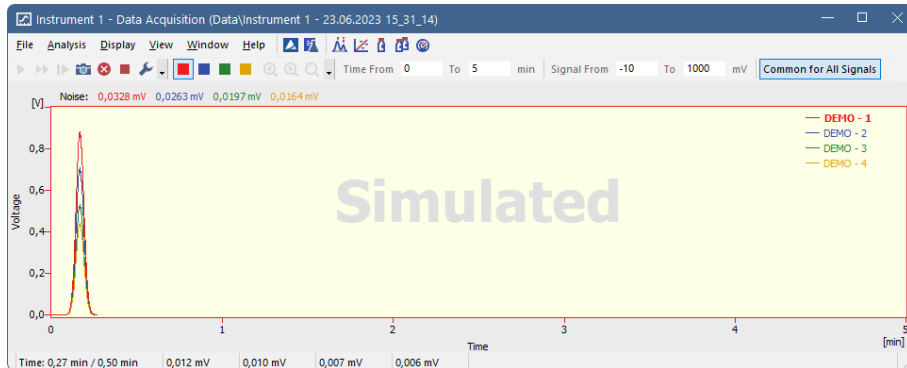 Instrument 1 - Data Acquisition (Data\Instrument 1 - 23.06.2023 15_31_14)
File Analysis Display View Window Help
Time From 0 To 5 min Signal From -10 To 1000 mV Common for All Signals
Noise: 0,0328 mV 0,0263 mV 0,0197 mV 0,0164 mV
[V]
DEMO - 1
DEMO - 2
DEMO - 3
DEMO - 4
0,8
0,6
0,4
0,2
0,0
Voltage
Simulated
0 1 2 3 4 5
Time
[min]
Time: 0,27 min / 0,50 min 0,012 mV 0,010 mV 0,007 mV 0,006 mV